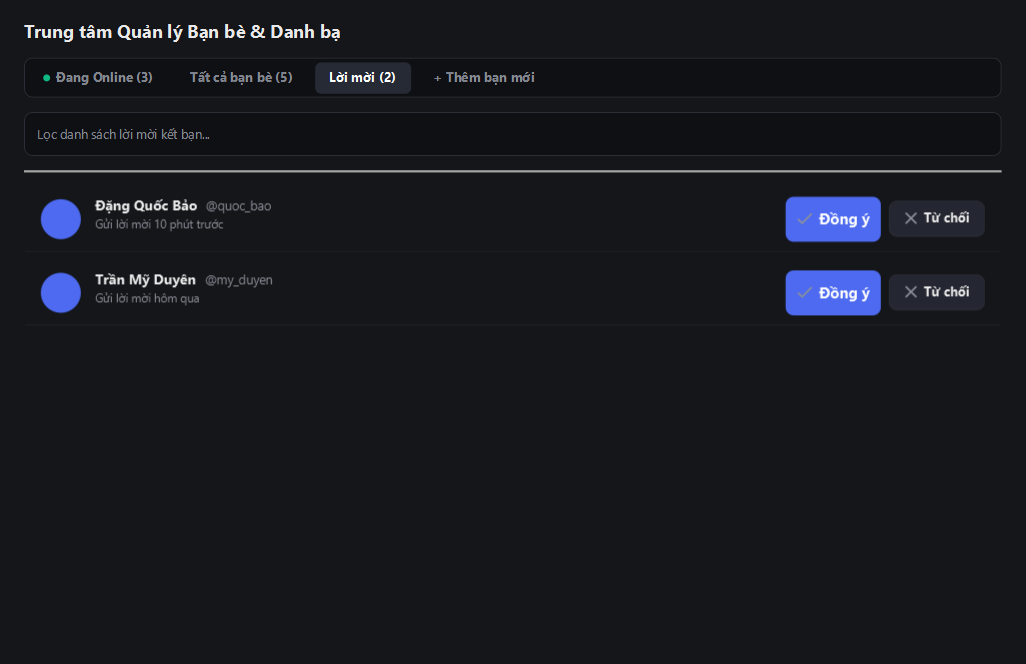 Trung tâm Quản lý Bạn bè & Danh bạ
Đang Online (3) Tất cả bạn bè (5) Lời mời (2) + Thêm bạn mới
Lọc danh sách lời mời kết bạn...
Đặng Quốc Bảo @quoc_bao
Gửi lời mời 10 phút trước
Đồng ý Từ chối
Trần Mỹ Duyên @my_duyen
Gửi lời mời hôm qua
Đồng ý Từ chối